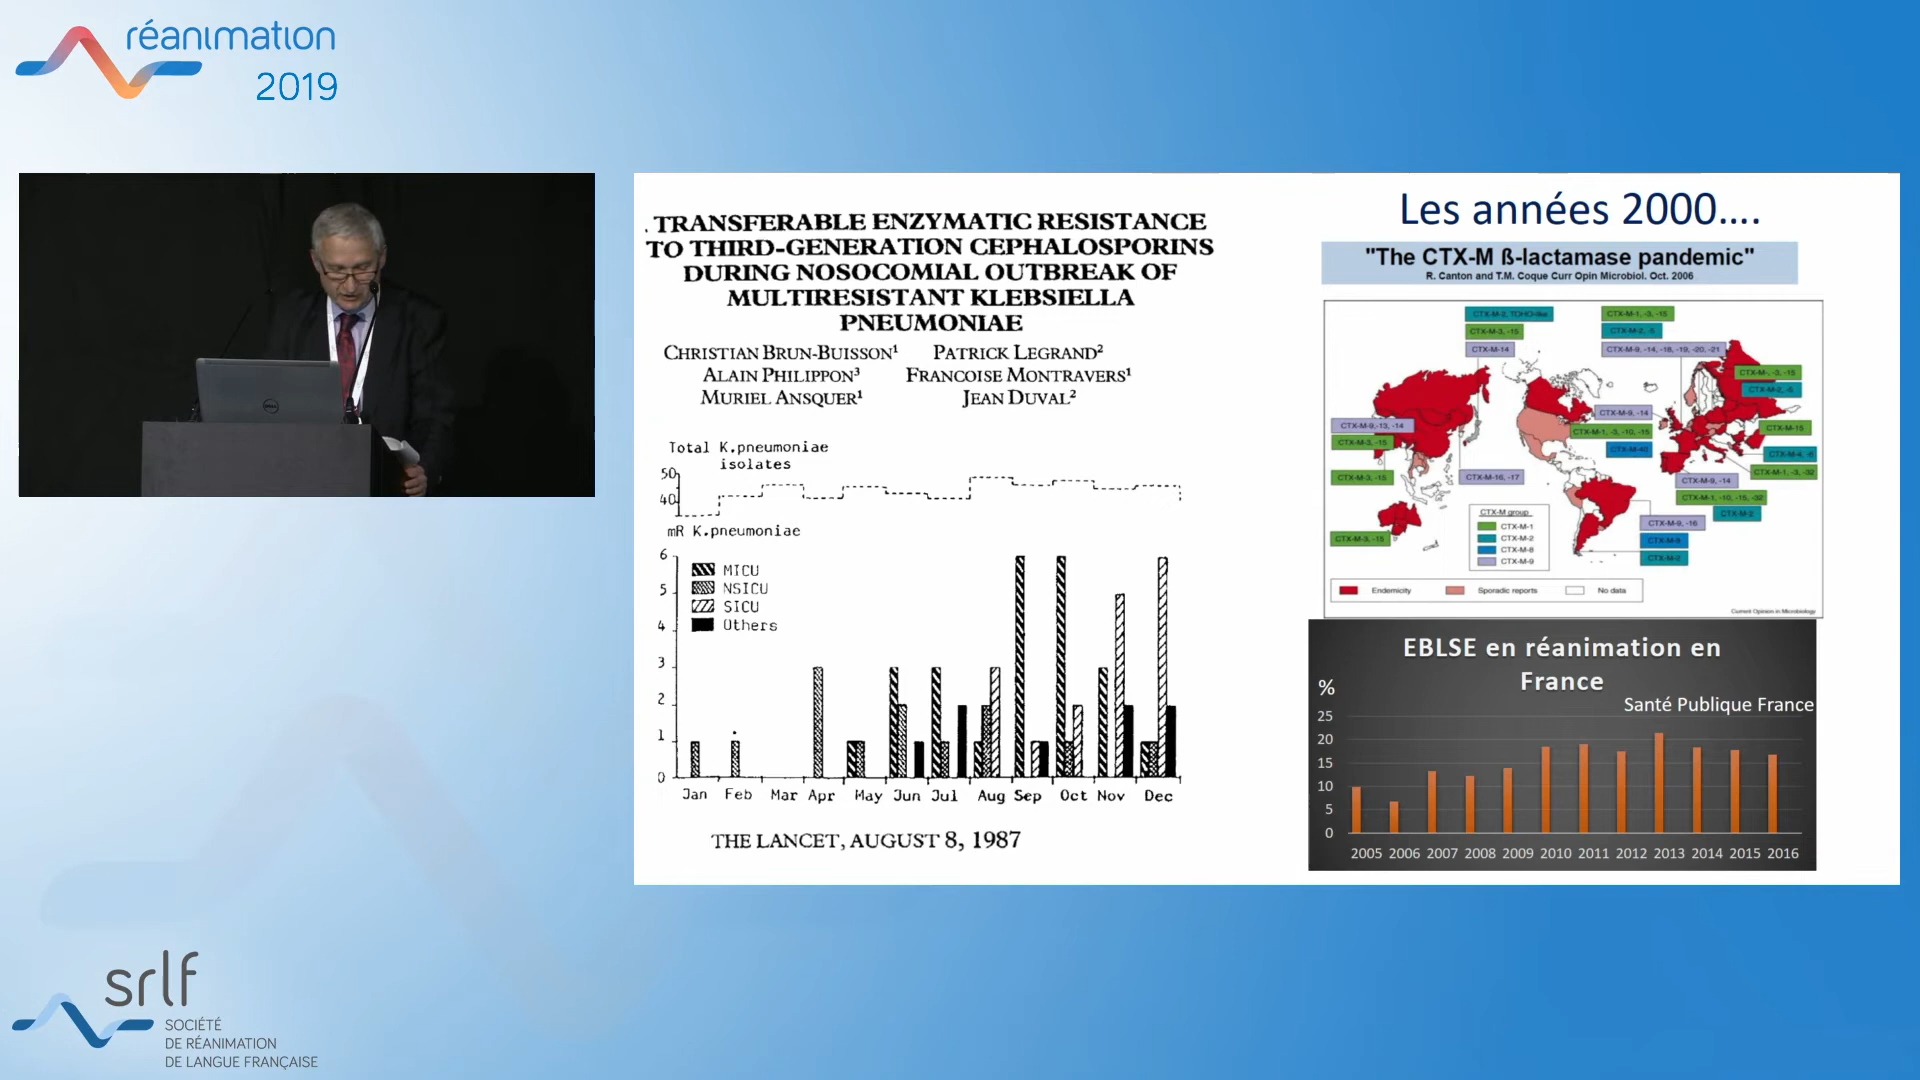 réanimation
2019
. TRANSFERABLE ENZYMATIC RESISTANCE
TO THIRD-GENERATION CEPHALOSPORINS
DURING NOSOCOMIAL OUTBREAK OF
MULTIRESISTANT KLEBSIELLA
PNEUMONIAE
CHRISTIAN BRUN-BUISSON¹ PATRICK LEGRAND²
ALAIN PHILIPPON³ FRANCOISE MONTRAVERS¹
MURIEL ANSQUER¹ JEAN DUVAL²
Total K.pneumoniae
isolates
50
40
mR K.pneumoniae
6
5
4
3
2
1
0
MICU
NSICU
SICU
Others
Jan Feb Mar Apr May Jun Jul Aug Sep Oct Nov Dec
THE LANCET, AUGUST 8, 1987
Les années 2000....
"The CTX-M ß-lactamase pandemic"
R. Canton and T.M. Coque Curr Opin Microbiol. Oct. 2006
CTX-M-2, TOHO-like
CTX-M-3, -15
CTX-M-14
CTX-M-1, -3, -15
CTX-M-2, -5
CTX-M-9, -14, -18, -19, -20, -21
CTX-M-, -3, -15
CTX-M-2, -5
CTX-M-9, -14
CTX-M-1, -3, -10, -15
CTX-M-40
CTX-M-15
CTX-M-4, -6
CTX-M-1, -3, -32
CTX-M-9,-13, -14
CTX-M-3, -15
CTX-M-3, -15
CTX-M-16, -17
CTX-M-9, -14
CTX-M-1, -10, -15, -32
CTX-M-2
CTX-M-9, -16
CTX-M-8
CTX-M-2
CTX-M-3, -15
CTX-M group
CTX-M-1
CTX-M-2
CTX-M-8
CTX-M-9
Endemicity Sporadic reports No data
Current Opinion in Microbiology
EBLSE en réanimation en
France
%
Santé Publique France
25
20
15
10
5
0
2005 2006 2007 2008 2009 2010 2011 2012 2013 2014 2015 2016
DELL
srlf
SOCIÉTÉ
DE RÉANIMATION
DE LANGUE FRANÇAISE